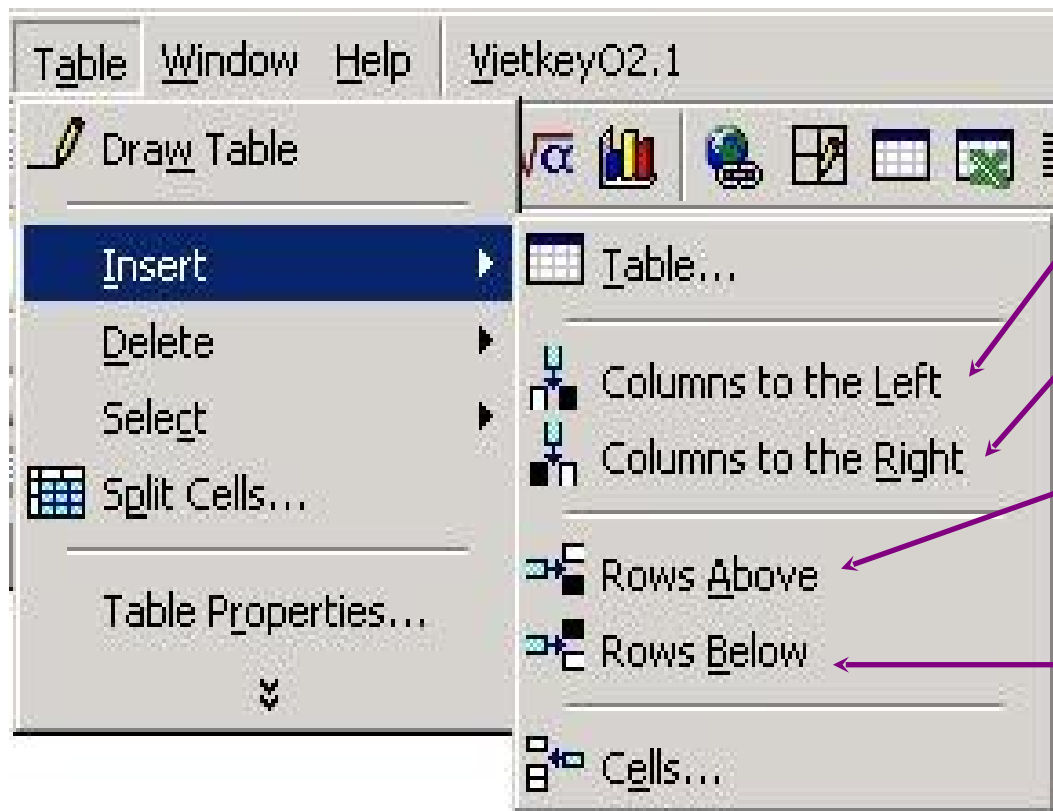 Table Window Help VietkeyO2.1
Draw Table
Insert
Delete
Select
Split Cells...
Table Properties...
√α
Table...
Columns to the Left
Columns to the Right
Rows Above
Rows Below
Cells...